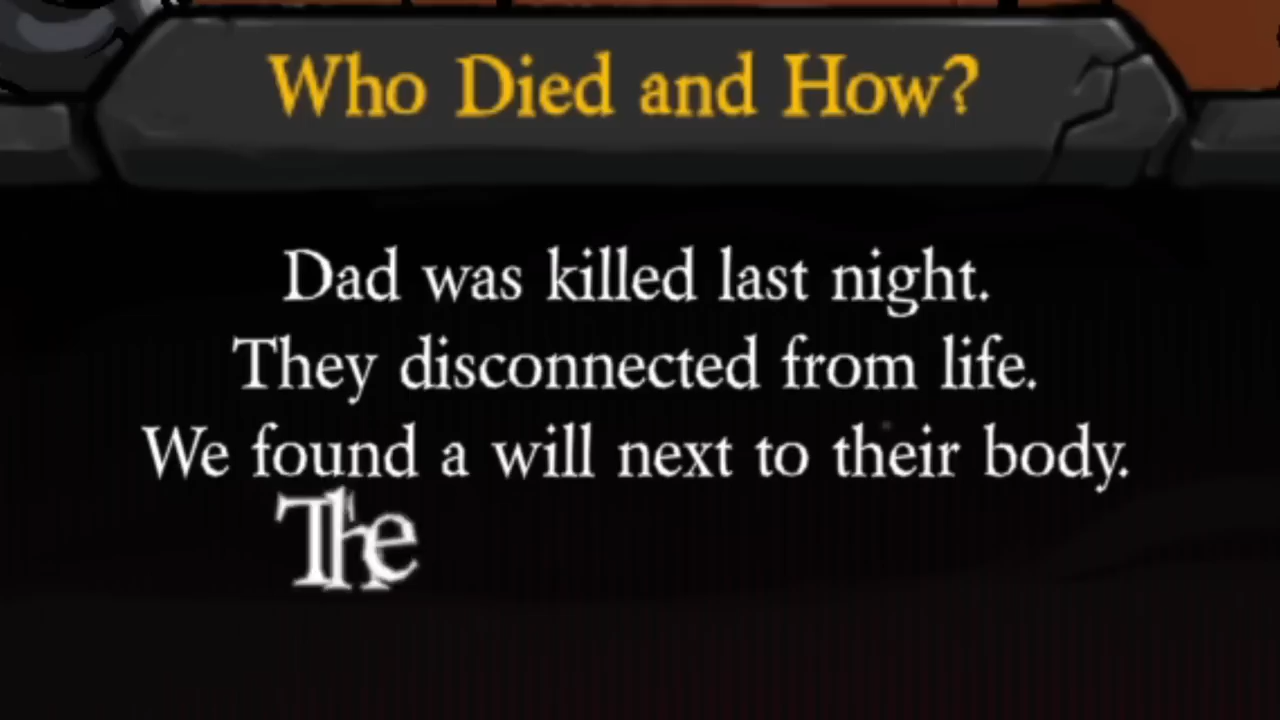 Who Died and How?
Dad was killed last night.
They disconnected from life.
We found a will next to their body.
The